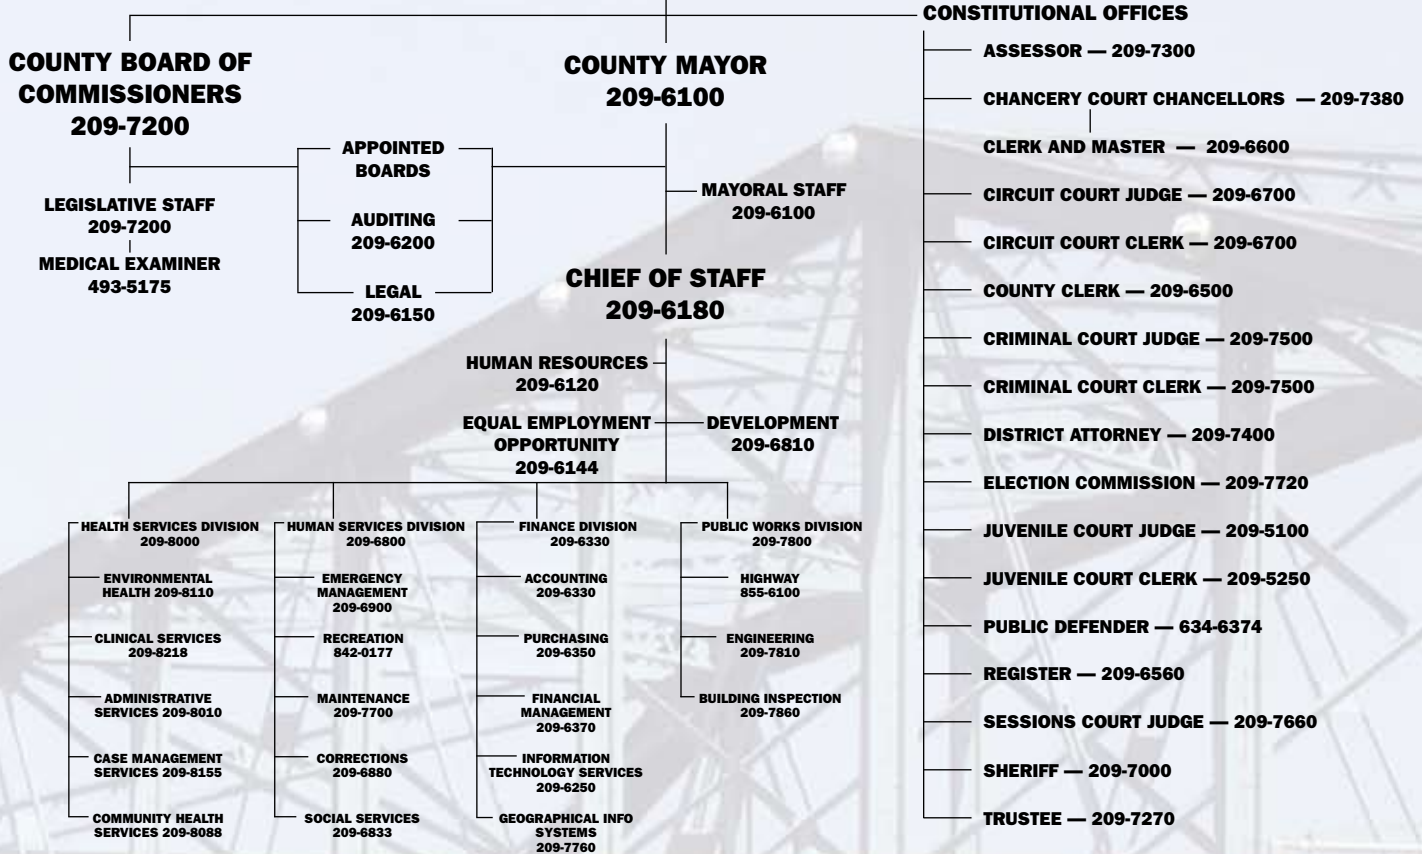 CONSTITUTIONAL OFFICES
COUNTY BOARD OF
COMMISSIONERS
209-7200
COUNTY MAYOR
209-6100
APPOINTED
BOARDS
AUDITING
209-6200
LEGAL
209-6150
LEGISLATIVE STAFF
209-7200
MEDICAL EXAMINER
493-5175
MAYORAL STAFF
209-6100
CHIEF OF STAFF
209-6180
HUMAN RESOURCES
209-6120
EQUAL EMPLOYMENT
OPPORTUNITY
209-6144
DEVELOPMENT
209-6810
HEALTH SERVICES DIVISION
209-8000
ENVIRONMENTAL
HEALTH 209-8110
CLINICAL SERVICES
209-8218
ADMINISTRATIVE
SERVICES 209-8010
CASE MANAGEMENT
SERVICES 209-8155
COMMUNITY HEALTH
SERVICES 209-8088
HUMAN SERVICES DIVISION
209-6800
EMERGENCY
MANAGEMENT
209-6900
RECREATION
842-0177
MAINTENANCE
209-7700
CORRECTIONS
209-6880
SOCIAL SERVICES
209-6833
FINANCE DIVISION
209-6330
ACCOUNTING
209-6330
PURCHASING
209-6350
FINANCIAL
MANAGEMENT
209-6370
INFORMATION
TECHNOLOGY SERVICES
209-6250
GEOGRAPHICAL INFO
SYSTEMS
209-7760
PUBLIC WORKS DIVISION
209-7800
HIGHWAY
855-6100
ENGINEERING
209-7810
BUILDING INSPECTION
209-7860
ASSESSOR — 209-7300
CHANCERY COURT CHANCELLORS — 209-7380
CLERK AND MASTER — 209-6600
CIRCUIT COURT JUDGE — 209-6700
CIRCUIT COURT CLERK — 209-6700
COUNTY CLERK — 209-6500
CRIMINAL COURT JUDGE — 209-7500
CRIMINAL COURT CLERK — 209-7500
DISTRICT ATTORNEY — 209-7400
ELECTION COMMISSION — 209-7720
JUVENILE COURT JUDGE — 209-5100
JUVENILE COURT CLERK — 209-5250
PUBLIC DEFENDER — 634-6374
REGISTER — 209-6560
SESSIONS COURT JUDGE — 209-7660
SHERIFF — 209-7000
TRUSTEE — 209-7270